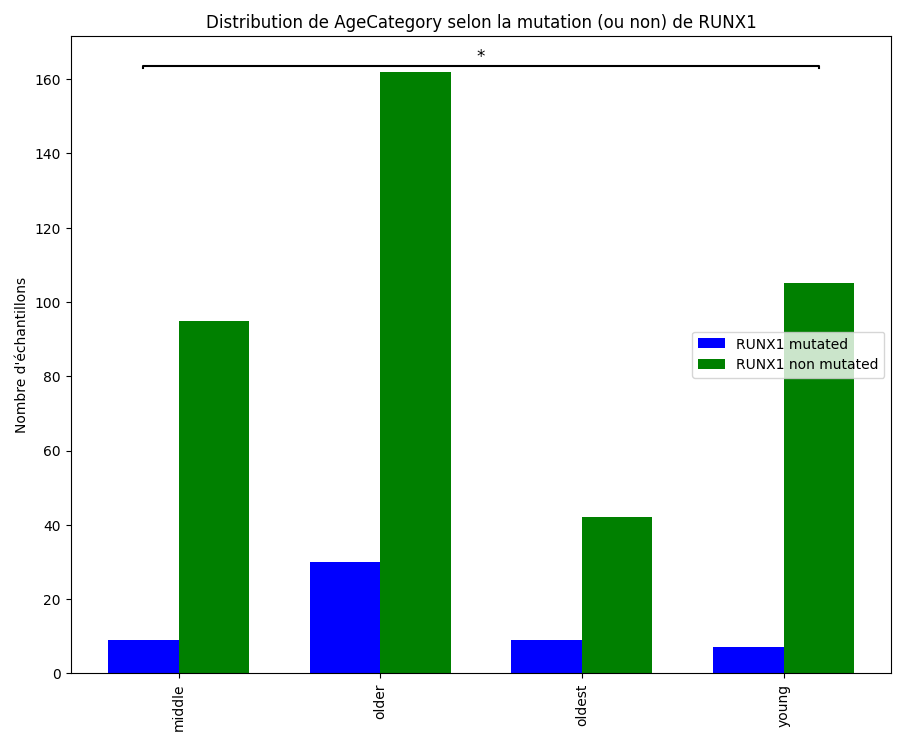 Distribution de AgeCategory selon la mutation (ou non) de RUNX1
*
160
140
120
100
80
60
40
20
0
Nombre d'échantillons
RUNX1 mutated
RUNX1 non mutated
middle
older
oldest
young